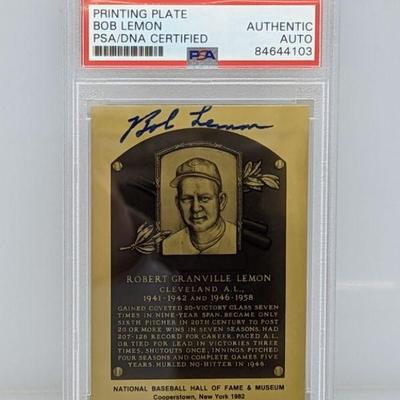 PRINTING PLATE
BOB LEMON
PSA/DNA CERTIFIED
AUTHENTIC
AUTO
84644103
PSA
Bob Lemon
ROBERT GRANVILLE LEMON
CLEVELAND A.L.,
1941-1942 AND 1946-1958
GAINED COVETED 20-VICTORY CLASS SEVEN
TIMES IN NINE-YEAR SPAN. BECAME ONLY
SIXTH PITCHER IN 20TH CENTURY TO POST
20 OR MORE WINS IN SEVEN SEASONS. HAD
207-128 RECORD FOR CAREER. PACED A.L.
OR TIED FOR LEAD IN VICTORIES THREE
TIMES, SHUTOUTS ONCE, INNINGS PITCHED
FOUR SEASONS AND COMPLETE GAMES FIVE
YEARS. HURLED NO-HITTER IN 1948.
NATIONAL BASEBALL HALL OF FAME & MUSEUM
Cooperstown, New York 1982